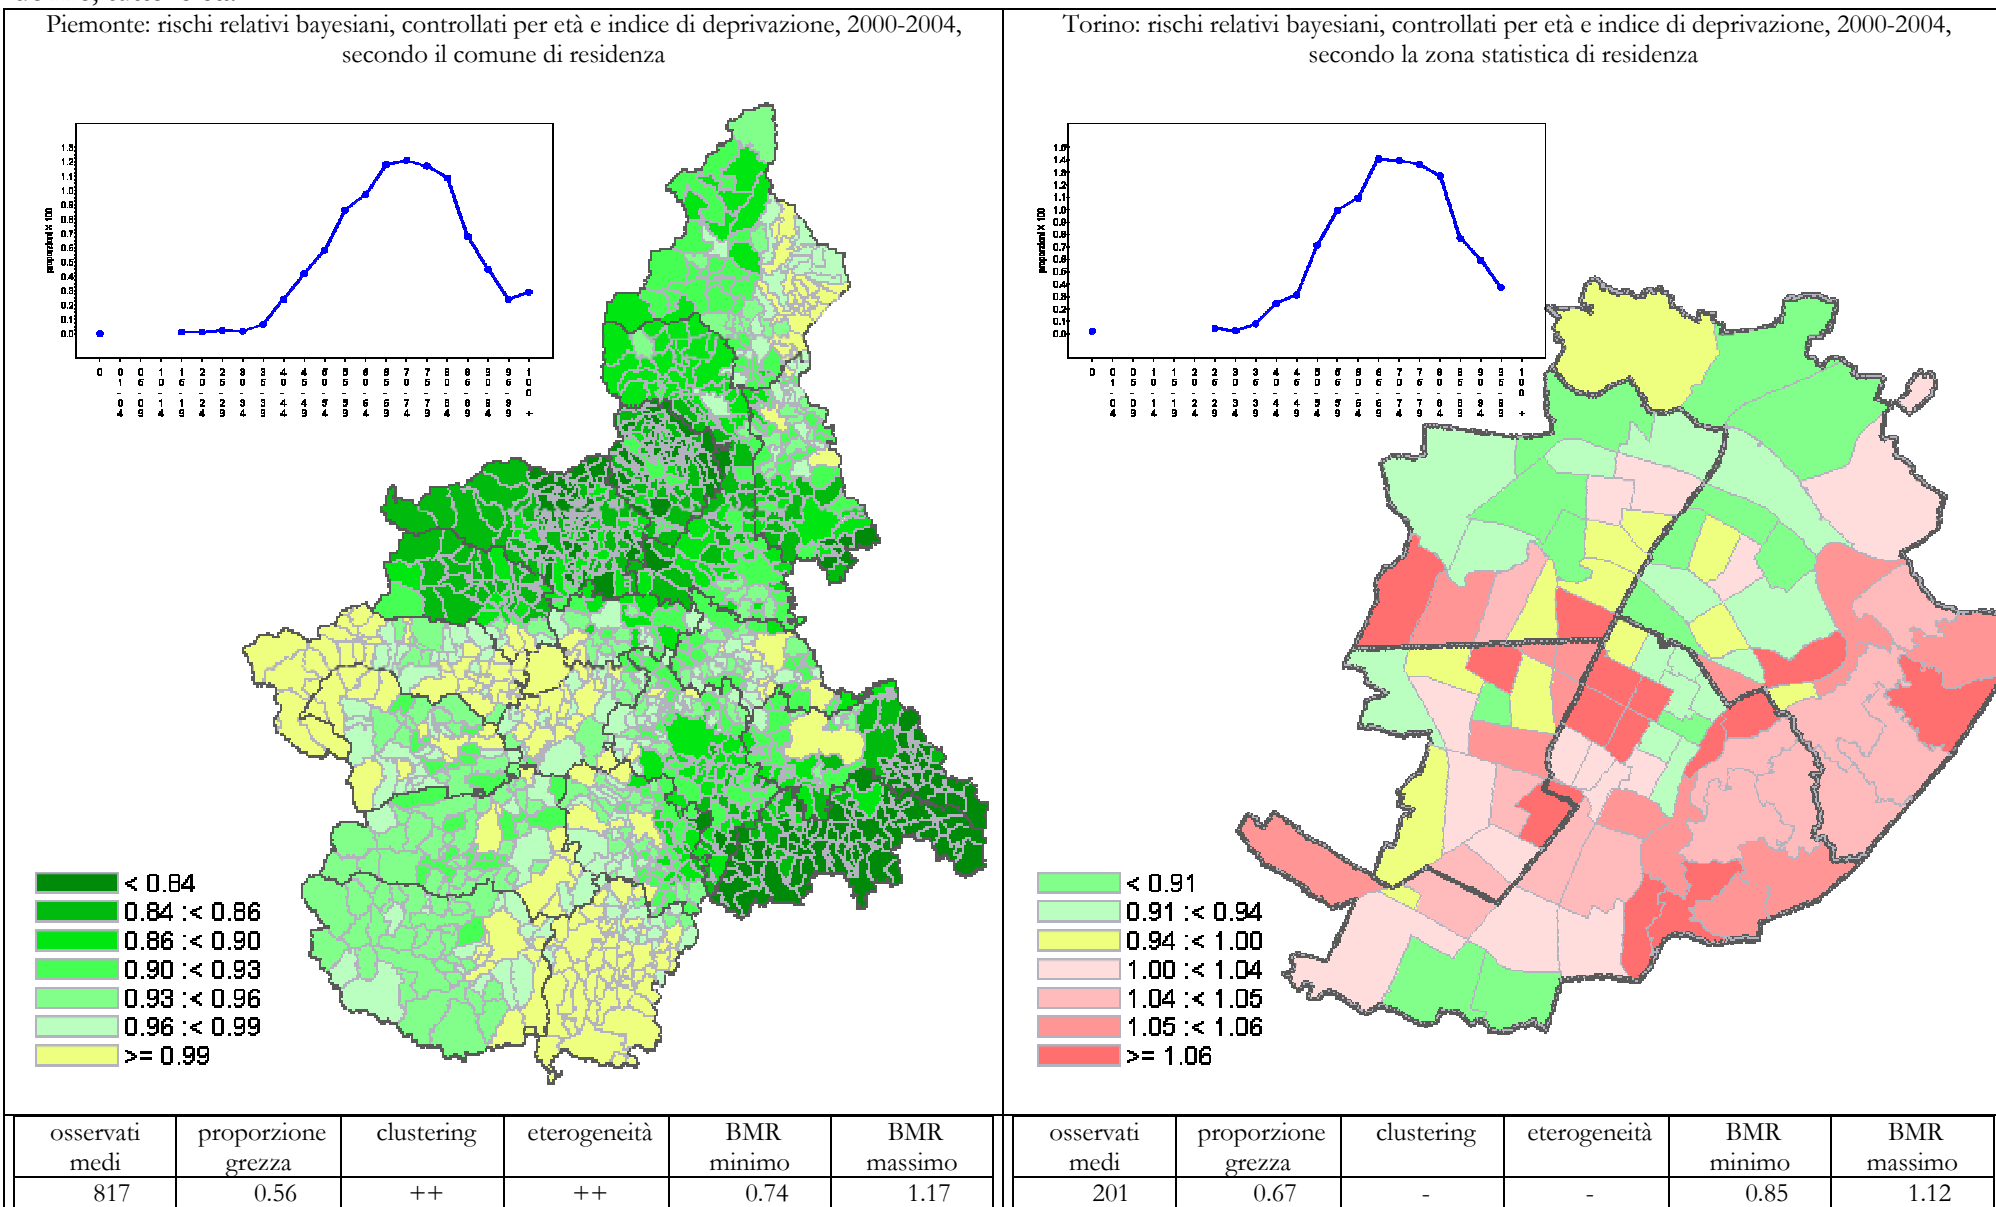 Piemonte: rischi relativi bayesiani, controllati per età e indice di deprivazione, 2000-2004,
secondo il comune di residenza
proporzioni X 100
< 0.84
0.84 :< 0.86
0.86 :< 0.90
0.90 :< 0.93
0.93 :< 0.96
0.96 :< 0.99
>= 0.99
osservati medi
proporzione grezza
clustering
eterogeneità
BMR minimo
BMR massimo
817 0.56 ++ ++ 0.74 1.17
Torino: rischi relativi bayesiani, controllati per età e indice di deprivazione, 2000-2004,
secondo la zona statistica di residenza
proporzioni X 100
< 0.91
0.91 :< 0.94
0.94 :< 1.00
1.00 :< 1.04
1.04 :< 1.05
1.05 :< 1.06
>= 1.06
osservati medi
proporzione grezza
clustering
eterogeneità
BMR minimo
BMR massimo
201 0.67 - - 0.85 1.12